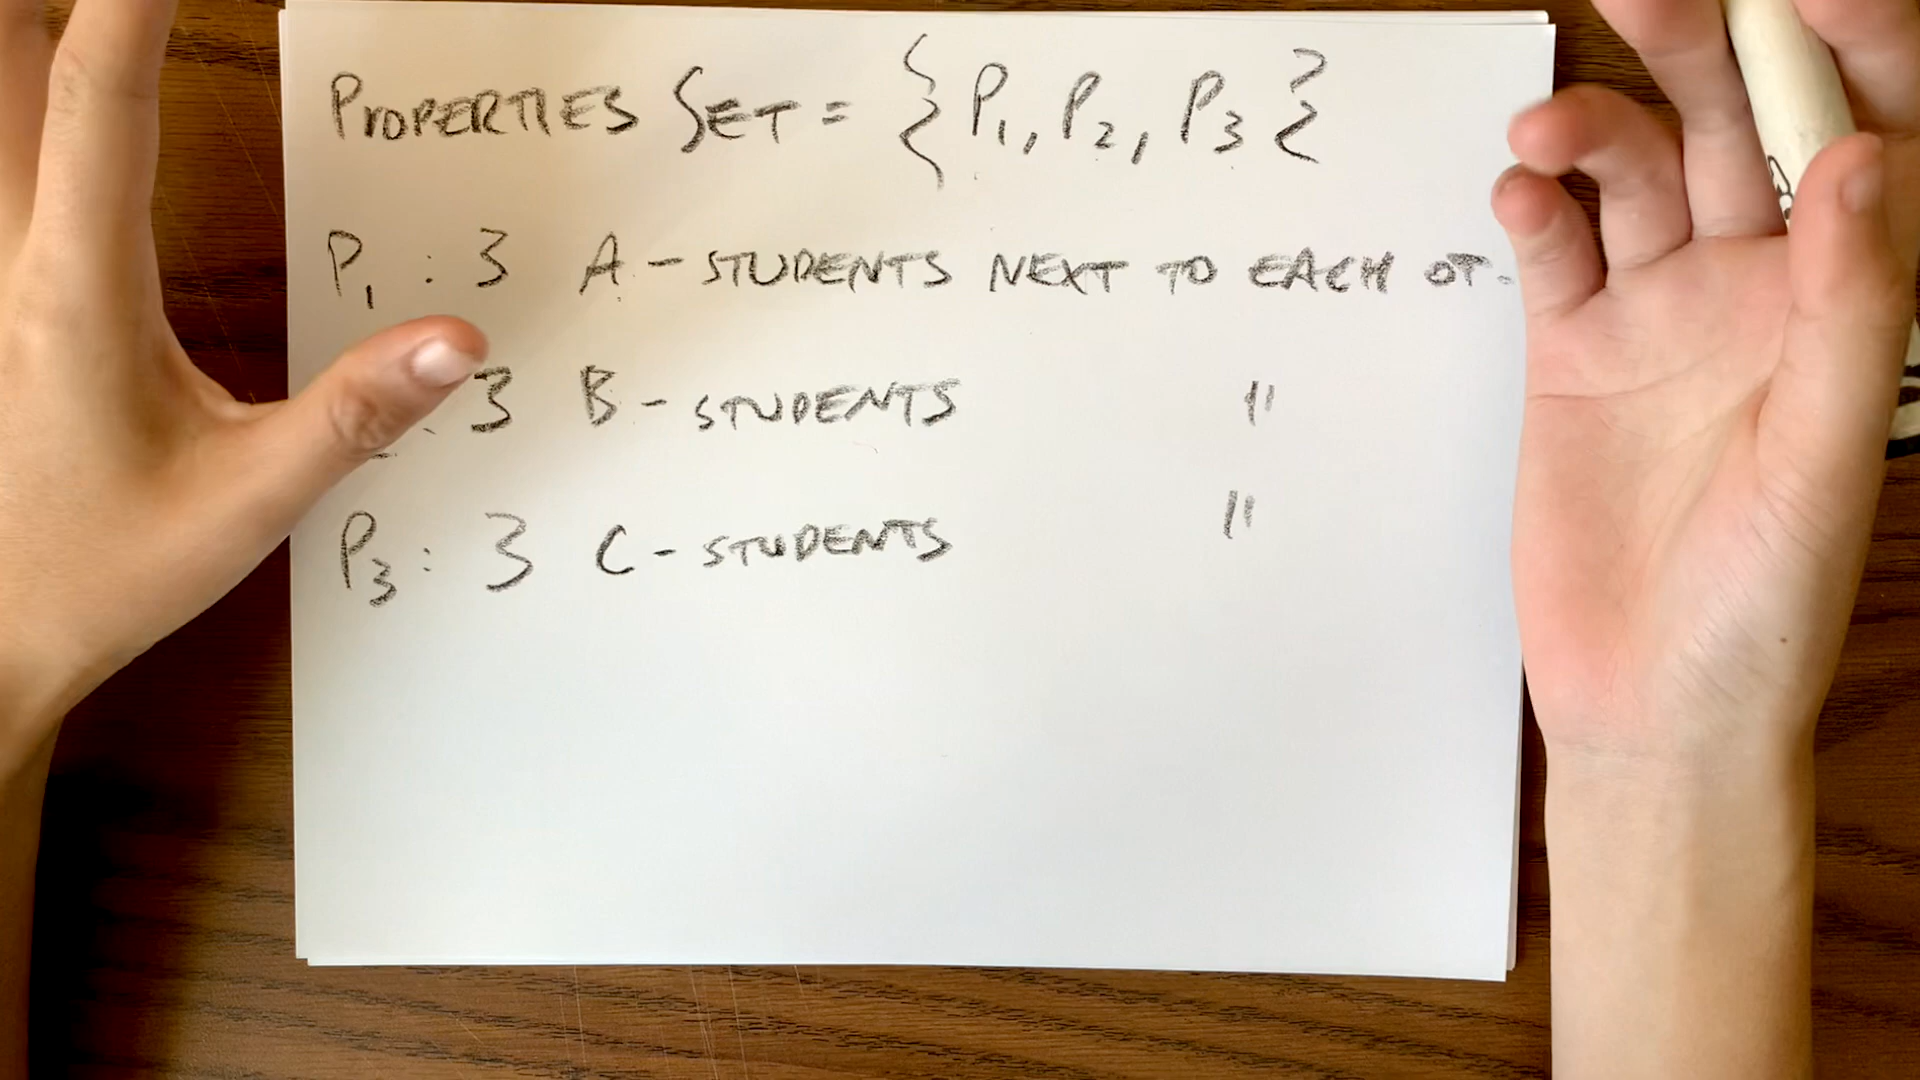 PROPERTIES SET = { P1, P2, P3 }
P1 : 3 A - STUDENTS NEXT TO EACH OT-
: 3 B - STUDENTS "
P3 : 3 C - STUDENTS "